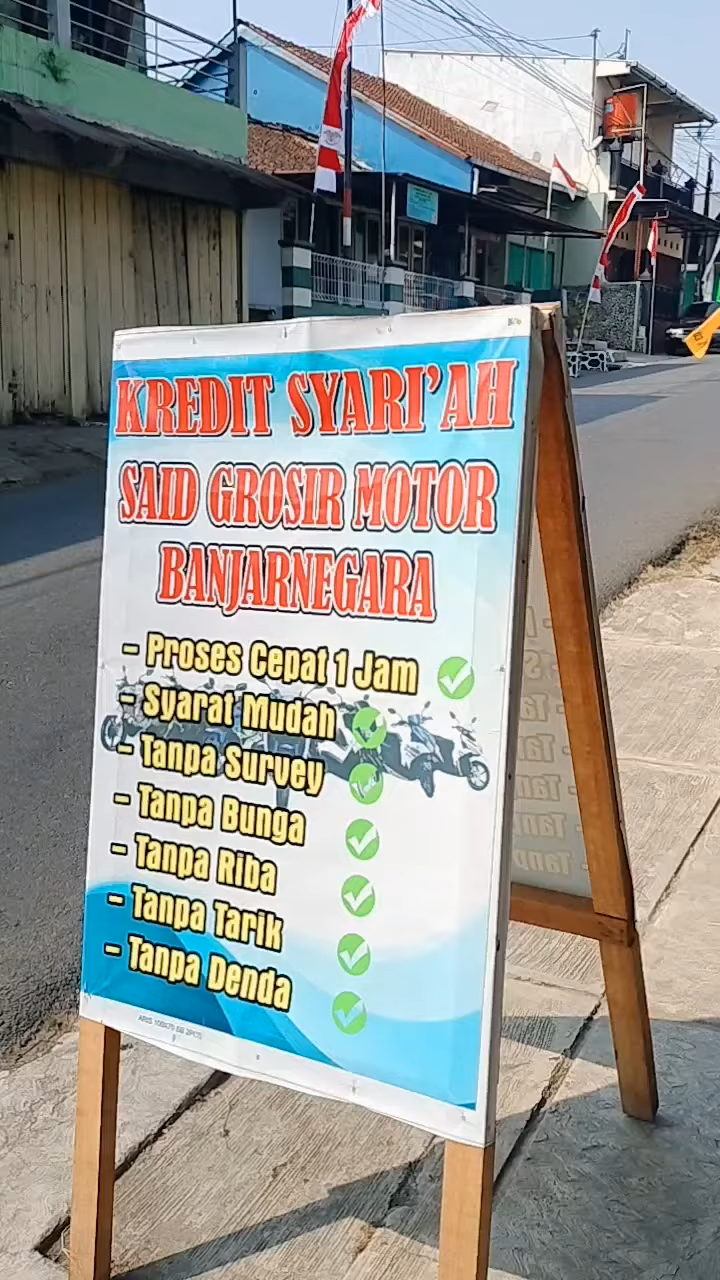 KREDIT SYARI'AH
SAID GROSIR MOTOR
BANJARNEGARA
- Proses Cepat 1 Jam
- Syarat Mudah
- Tanpa Survey
- Tanpa Bunga
- Tanpa Riba
- Tanpa Tarik
- Tanpa Denda